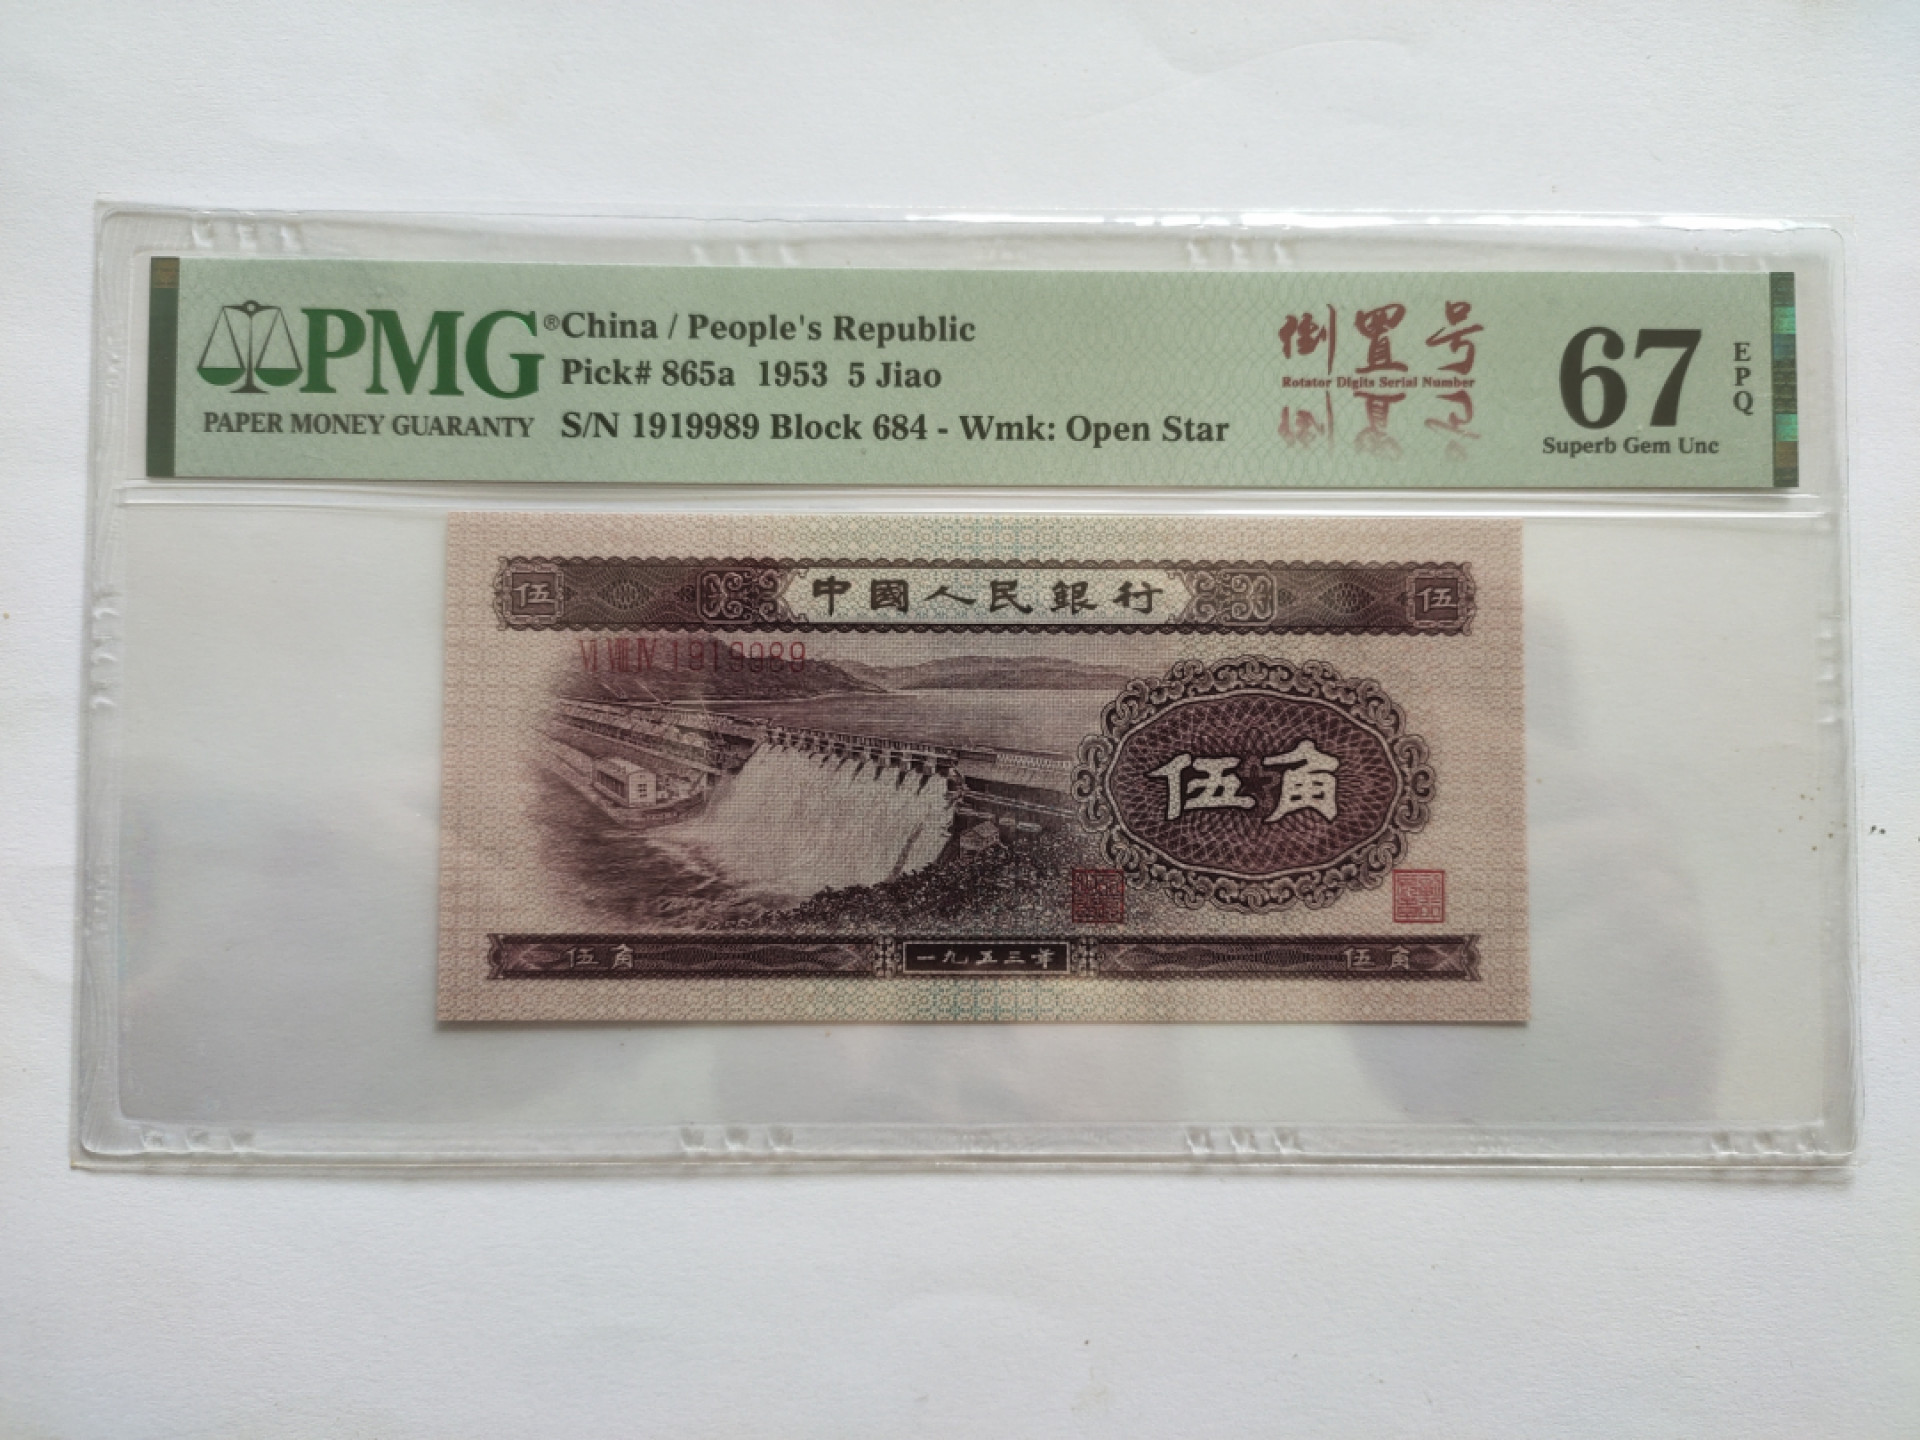 PMG®
PAPER MONEY GUARANTY
China / People's Republic
Pick# 865a 1953 5 Jiao
S/N 1919989 Block 684 - Wmk: Open Star
倒置号
Rotator Digits Serial Number
67
EPQ
Superb Gem Unc
伍 中國人民銀行 伍
VI VIII IV 1919989
伍角
伍角 一九五三年 伍角